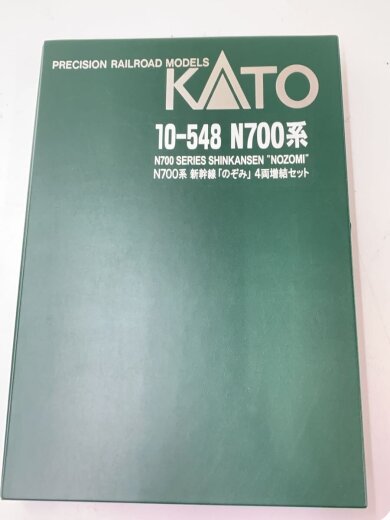 PRECISION RAILROAD MODELS
KATO
10-548 N700系
N700 SERIES SHINKANSEN "NOZOMI"
N700系 新幹線「のぞみ」 4両増結セット